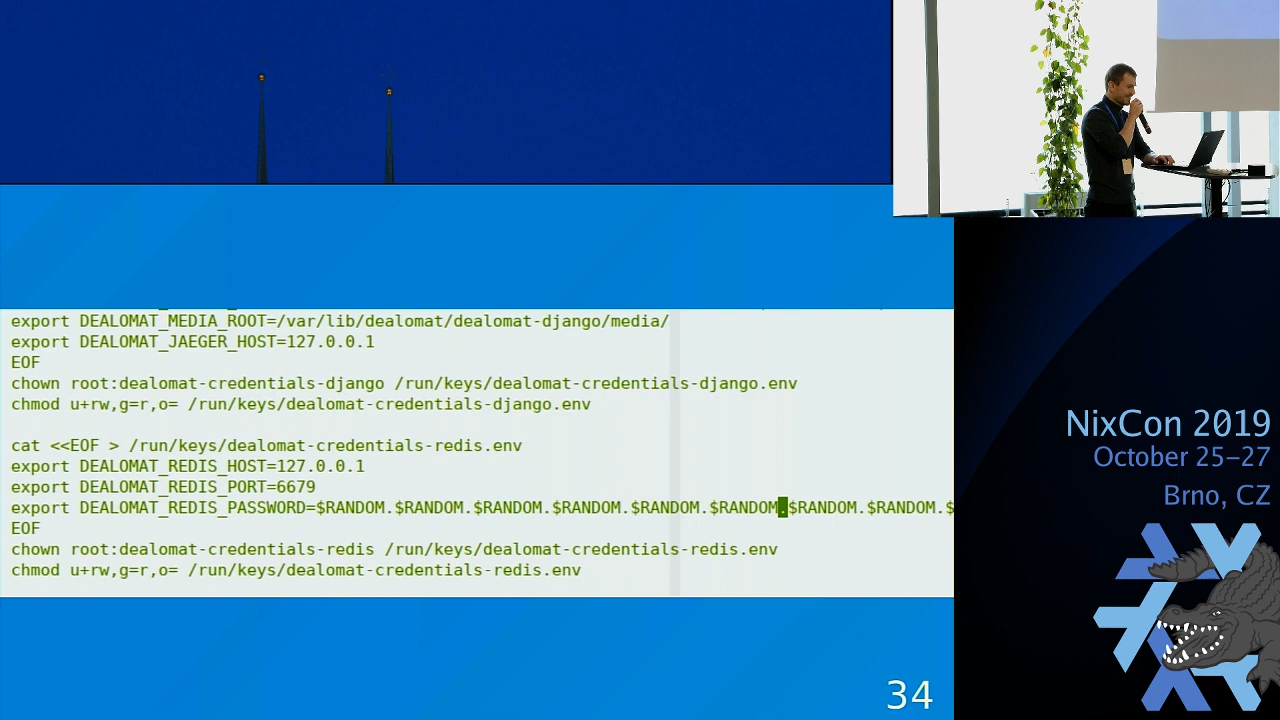 export DEALOMAT_MEDIA_ROOT=/var/lib/dealomat/dealomat-django/media/
export DEALOMAT_JAEGER_HOST=127.0.0.1
EOF
chown root:dealomat-credentials-django /run/keys/dealomat-credentials-django.env
chmod u+rw,g=r,o= /run/keys/dealomat-credentials-django.env
cat <<EOF > /run/keys/dealomat-credentials-redis.env
export DEALOMAT_REDIS_HOST=127.0.0.1
export DEALOMAT_REDIS_PORT=6679
export DEALOMAT_REDIS_PASSWORD=$RANDOM.$RANDOM.$RANDOM.$RANDOM.$RANDOM.$RANDOM.$RANDOM.$RANDOM.$
EOF
chown root:dealomat-credentials-redis /run/keys/dealomat-credentials-redis.env
chmod u+rw,g=r,o= /run/keys/dealomat-credentials-redis.env
34
NixCon 2019
October 25–27
Brno, CZ